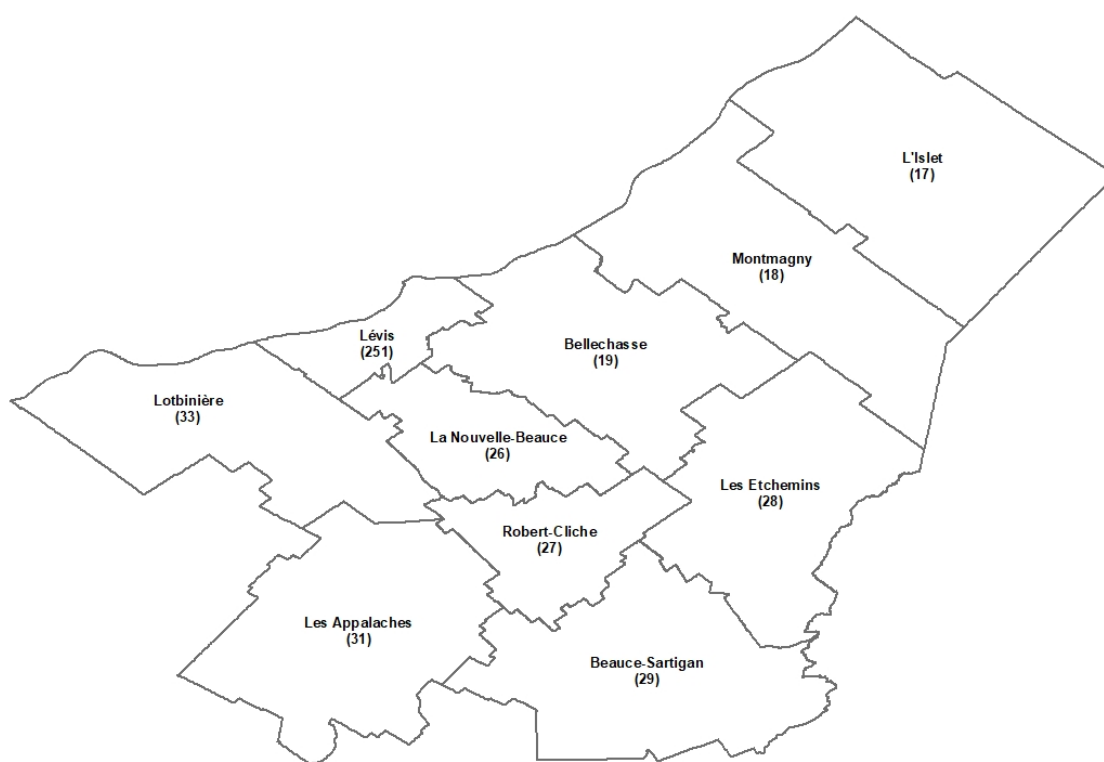 L'Islet
(17)
Montmagny
(18)
Lévis
(251)
Bellechasse
(19)
Lotbinière
(33)
La Nouvelle-Beauce
(26)
Les Etchemins
(28)
Robert-Cliche
(27)
Les Appalaches
(31)
Beauce-Sartigan
(29)